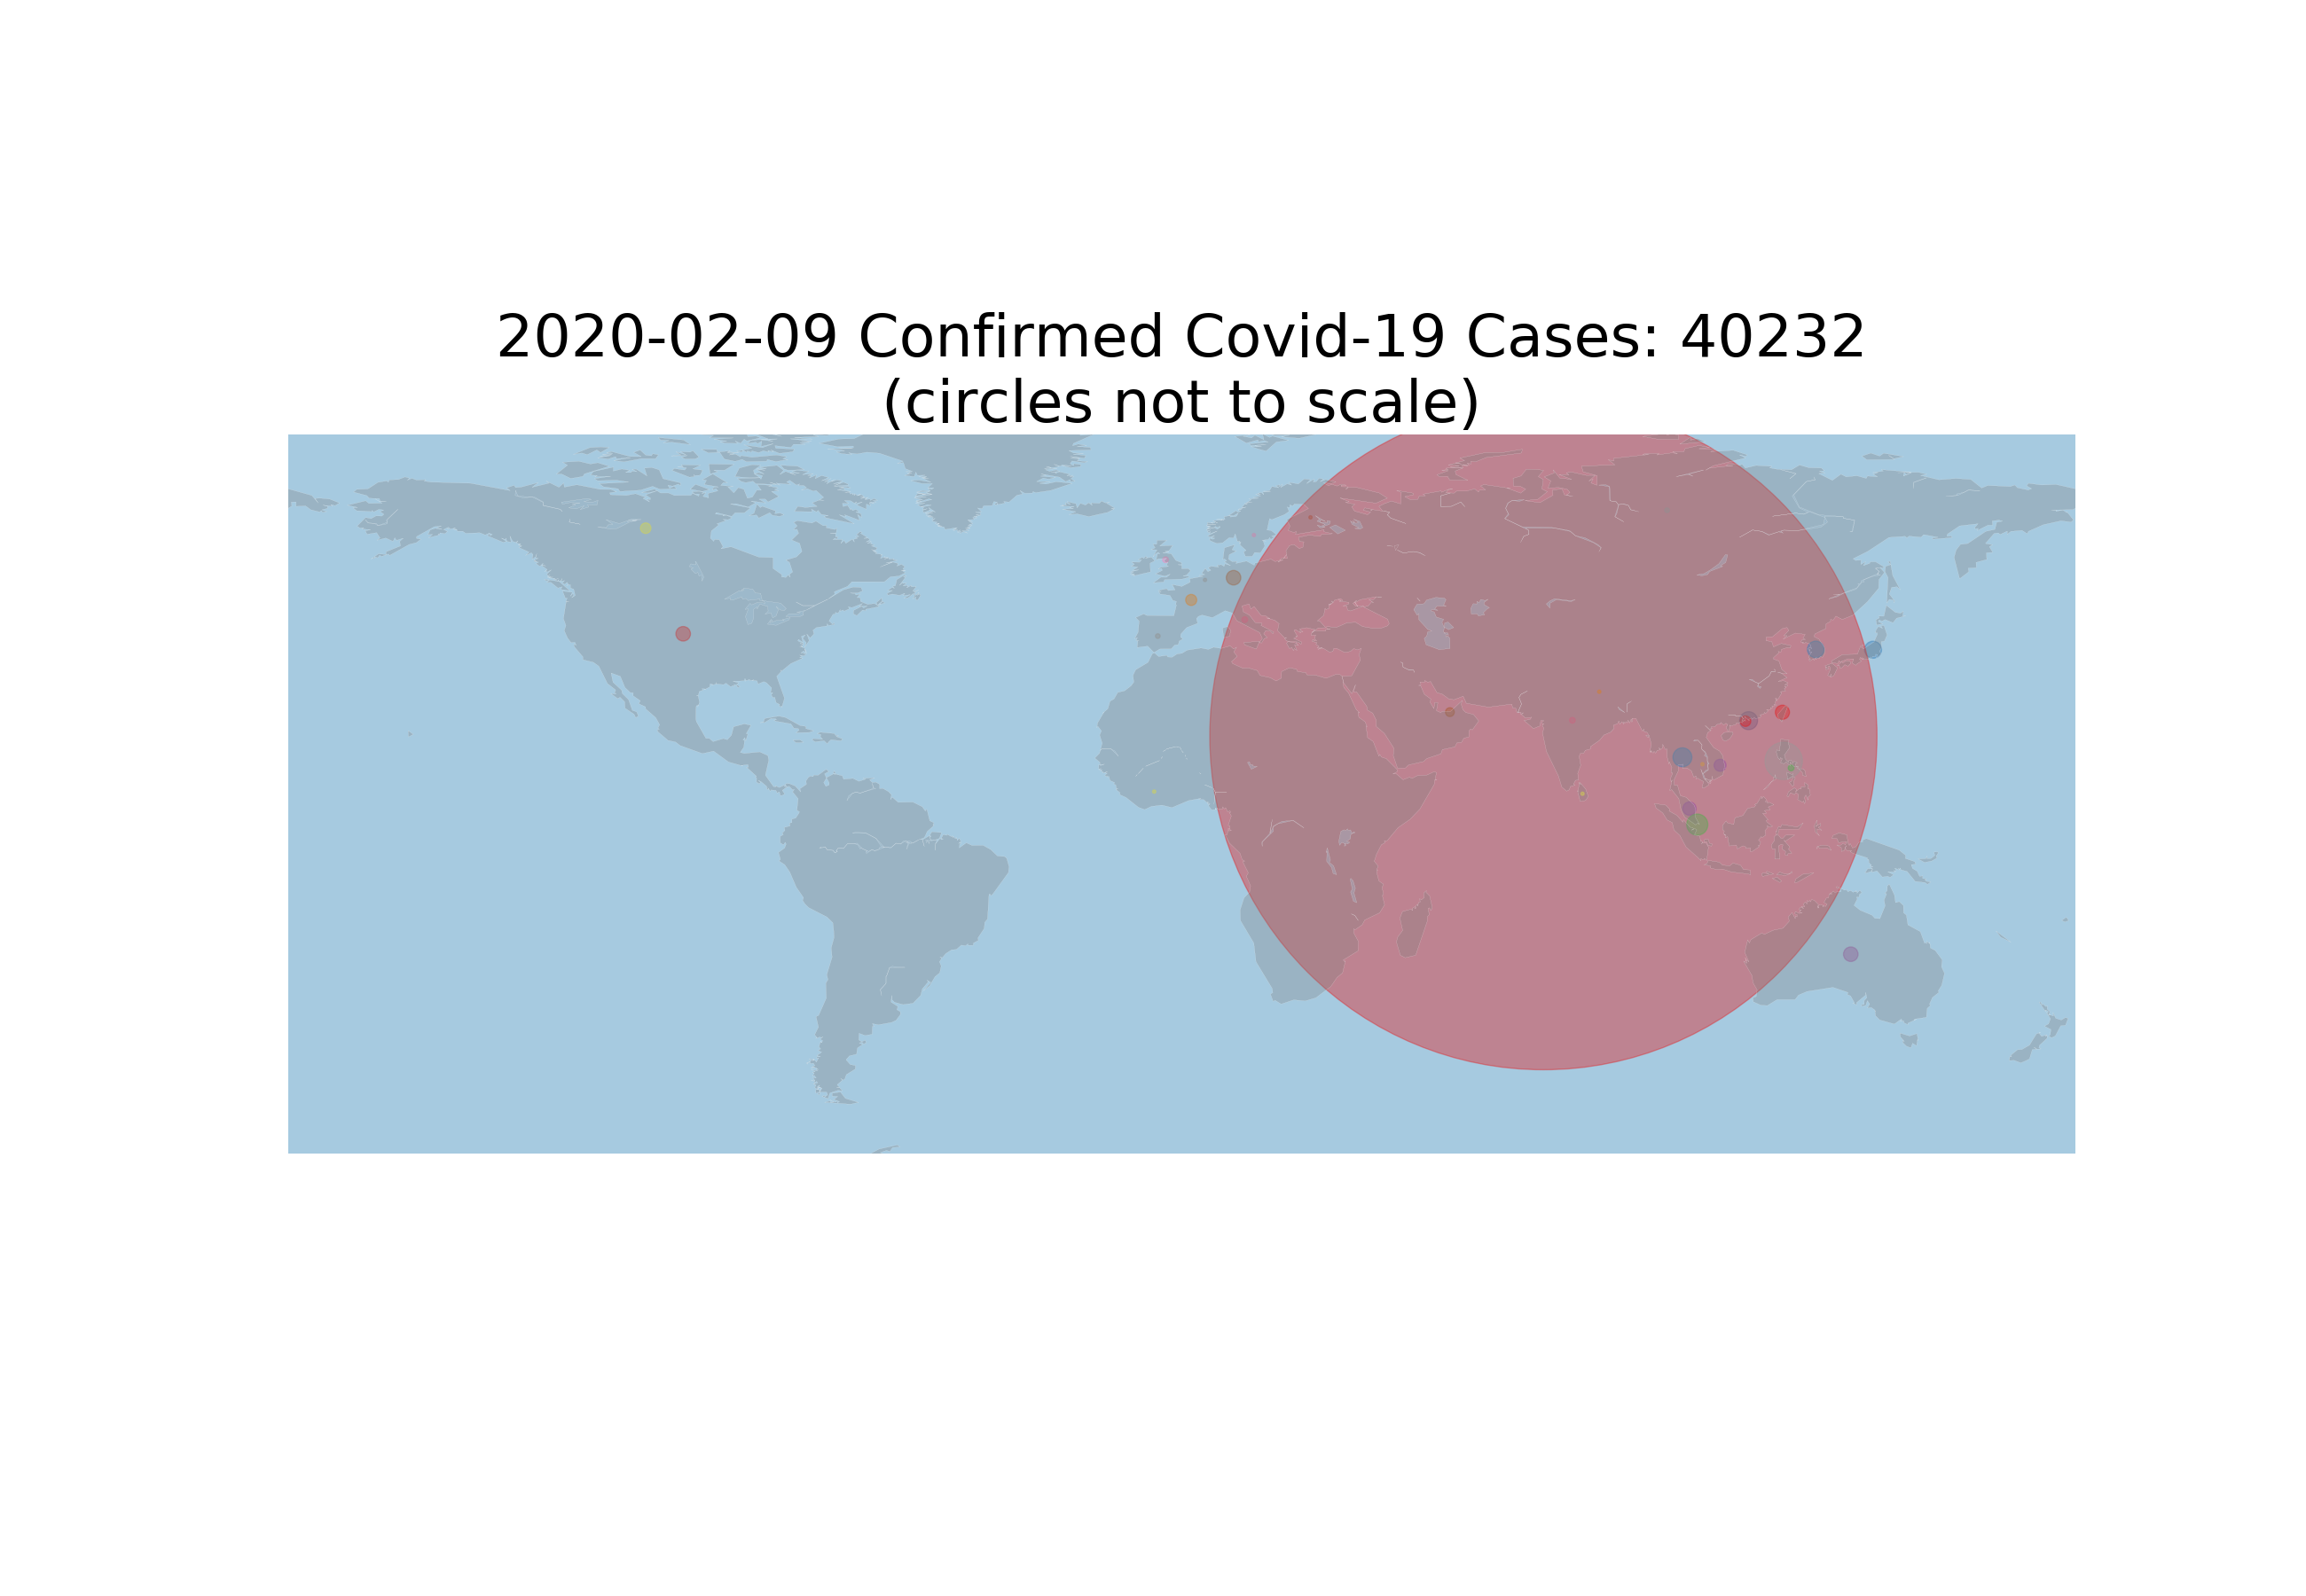 2020-02-09 Confirmed Covid-19 Cases: 40232
(circles not to scale)